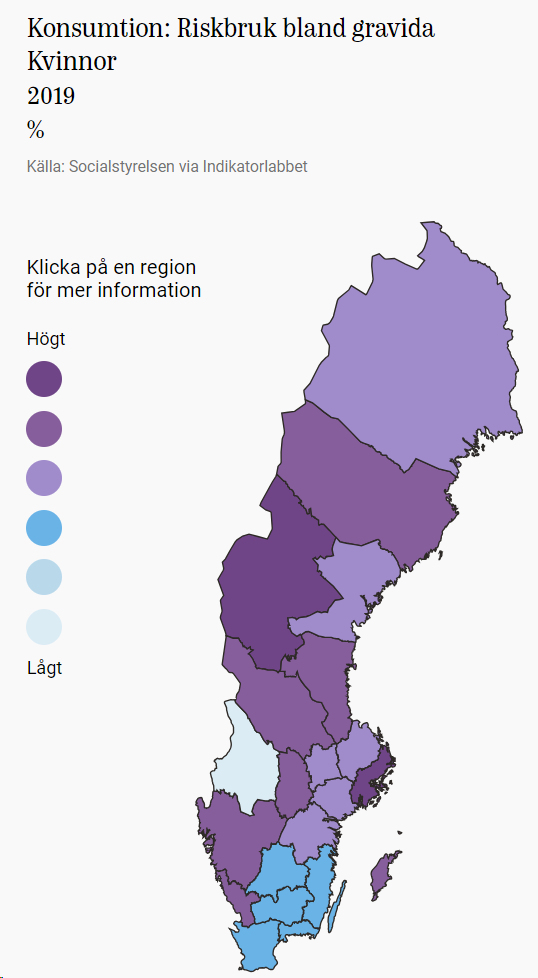 Konsumtion: Riskbruk bland gravida
Kvinnor
2019
%
Källa: Socialstyrelsen via Indikatorlabbet
Klicka på en region
för mer information
Högt
Lågt